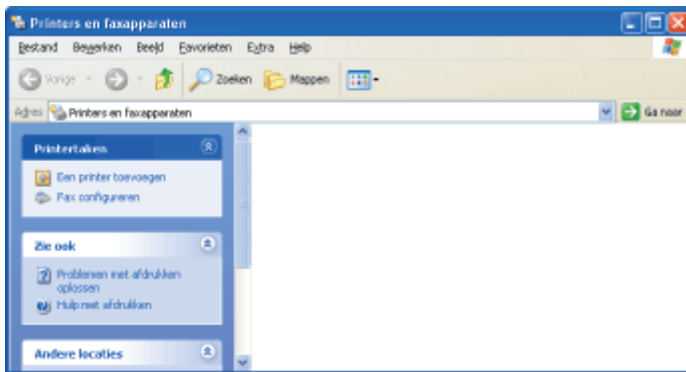 Printers en faxapparaten
Bestand Bewerken Beeld Favorieten Extra Help
Vorige Zoeken Mappen
Adres Printers en faxapparaten Ga naar
Printertaken
Een printer toevoegen
Fax configureren
Zie ook
Problemen met afdrukken
oplossen
Hulp met afdrukken
Andere locaties